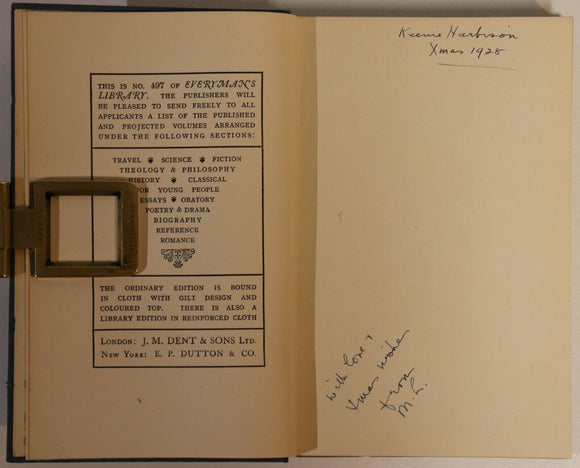 THIS IS NO. 497 OF EVERYMAN'S
LIBRARY. THE PUBLISHERS WILL
BE PLEASED TO SEND FREELY TO ALL
APPLICANTS A LIST OF THE PUBLISHED
AND PROJECTED VOLUMES ARRANGED
UNDER THE FOLLOWING SECTIONS:
TRAVEL SCIENCE FICTION
THEOLOGY & PHILOSOPHY
HISTORY CLASSICAL
FOR YOUNG PEOPLE
ESSAYS ORATORY
POETRY & DRAMA
BIOGRAPHY
REFERENCE
ROMANCE
THE ORDINARY EDITION IS BOUND
IN CLOTH WITH GILT DESIGN AND
COLOURED TOP. THERE IS ALSO A
LIBRARY EDITION IN REINFORCED CLOTH
LONDON: J. M. DENT & SONS LTD.
NEW YORK: E. P. DUTTON & CO.
Harbison
Xmas 1928
with love &
Xmas wishes
from
M. L.